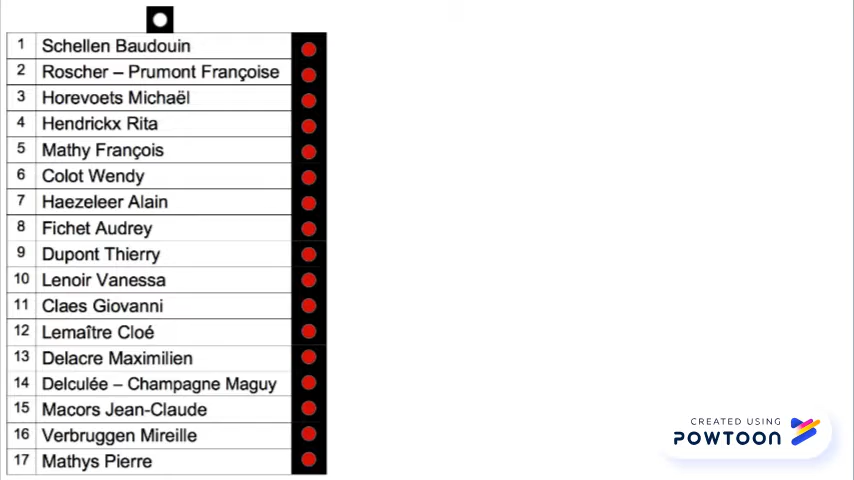 1 Schellen Baudouin
2 Roscher – Prumont Françoise
3 Horevoets Michaël
4 Hendrickx Rita
5 Mathy François
6 Colot Wendy
7 Haezeleer Alain
8 Fichet Audrey
9 Dupont Thierry
10 Lenoir Vanessa
11 Claes Giovanni
12 Lemaître Cloé
13 Delacre Maximilien
14 Delculée – Champagne Maguy
15 Macors Jean-Claude
16 Verbruggen Mireille
17 Mathys Pierre
CREATED USING
POWTOON